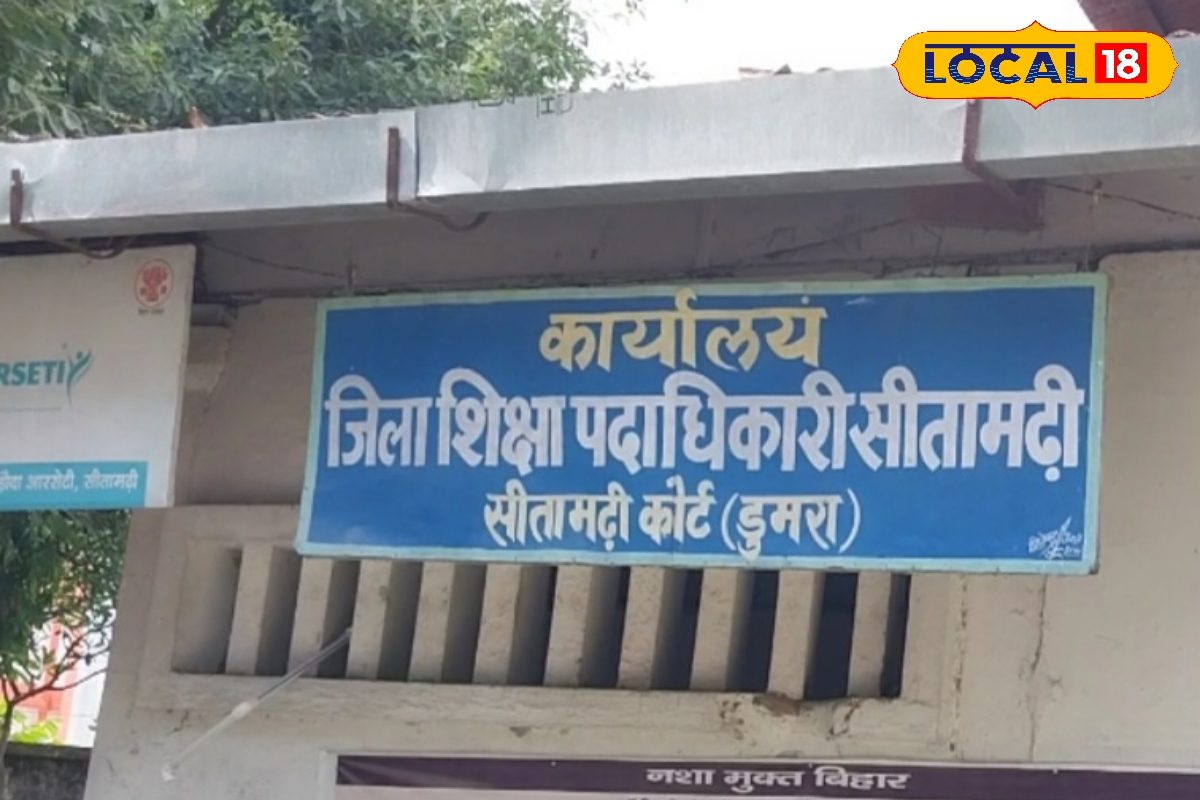 LOCAL 18
RSETI
आरसेटी, सीतामढ़ी
कार्यालयं
जिला शिक्षा पदाधिकारी सीतामढ़ी
सीतामढ़ी कोर्ट (डुमरा)
नशा मुक्त बिहार